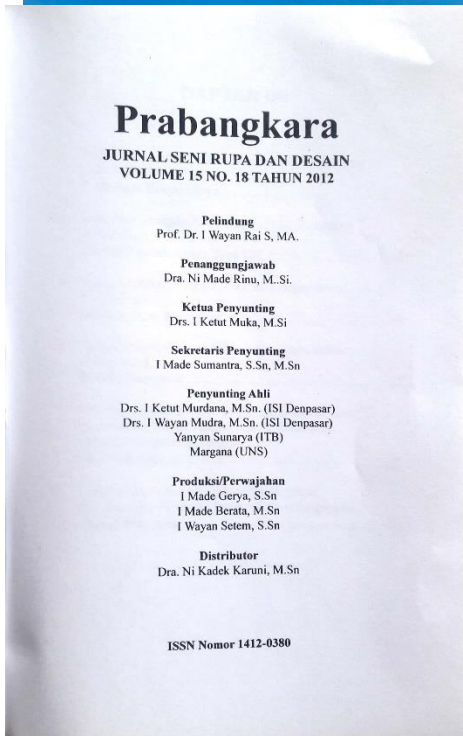 Prabangkara
JURNAL SENI RUPA DAN DESAIN
VOLUME 15 NO. 18 TAHUN 2012
Pelindung
Prof. Dr. I Wayan Rai S, MA.
Penanggungjawab
Dra. Ni Made Rinu, M..Si.
Ketua Penyunting
Drs. I Ketut Muka, M.Si
Sekretaris Penyunting
I Made Sumantra, S.Sn, M.Sn
Penyunting Ahli
Drs. I Ketut Murdana, M.Sn. (ISI Denpasar)
Drs. I Wayan Mudra, M.Sn. (ISI Denpasar)
Yanyan Sunarya (ITB)
Margana (UNS)
Produksi/Perwajahan
I Made Gerya, S.Sn
I Made Berata, M.Sn
I Wayan Setem, S.Sn
Distributor
Dra. Ni Kadek Karuni, M.Sn
ISSN Nomor 1412-0380